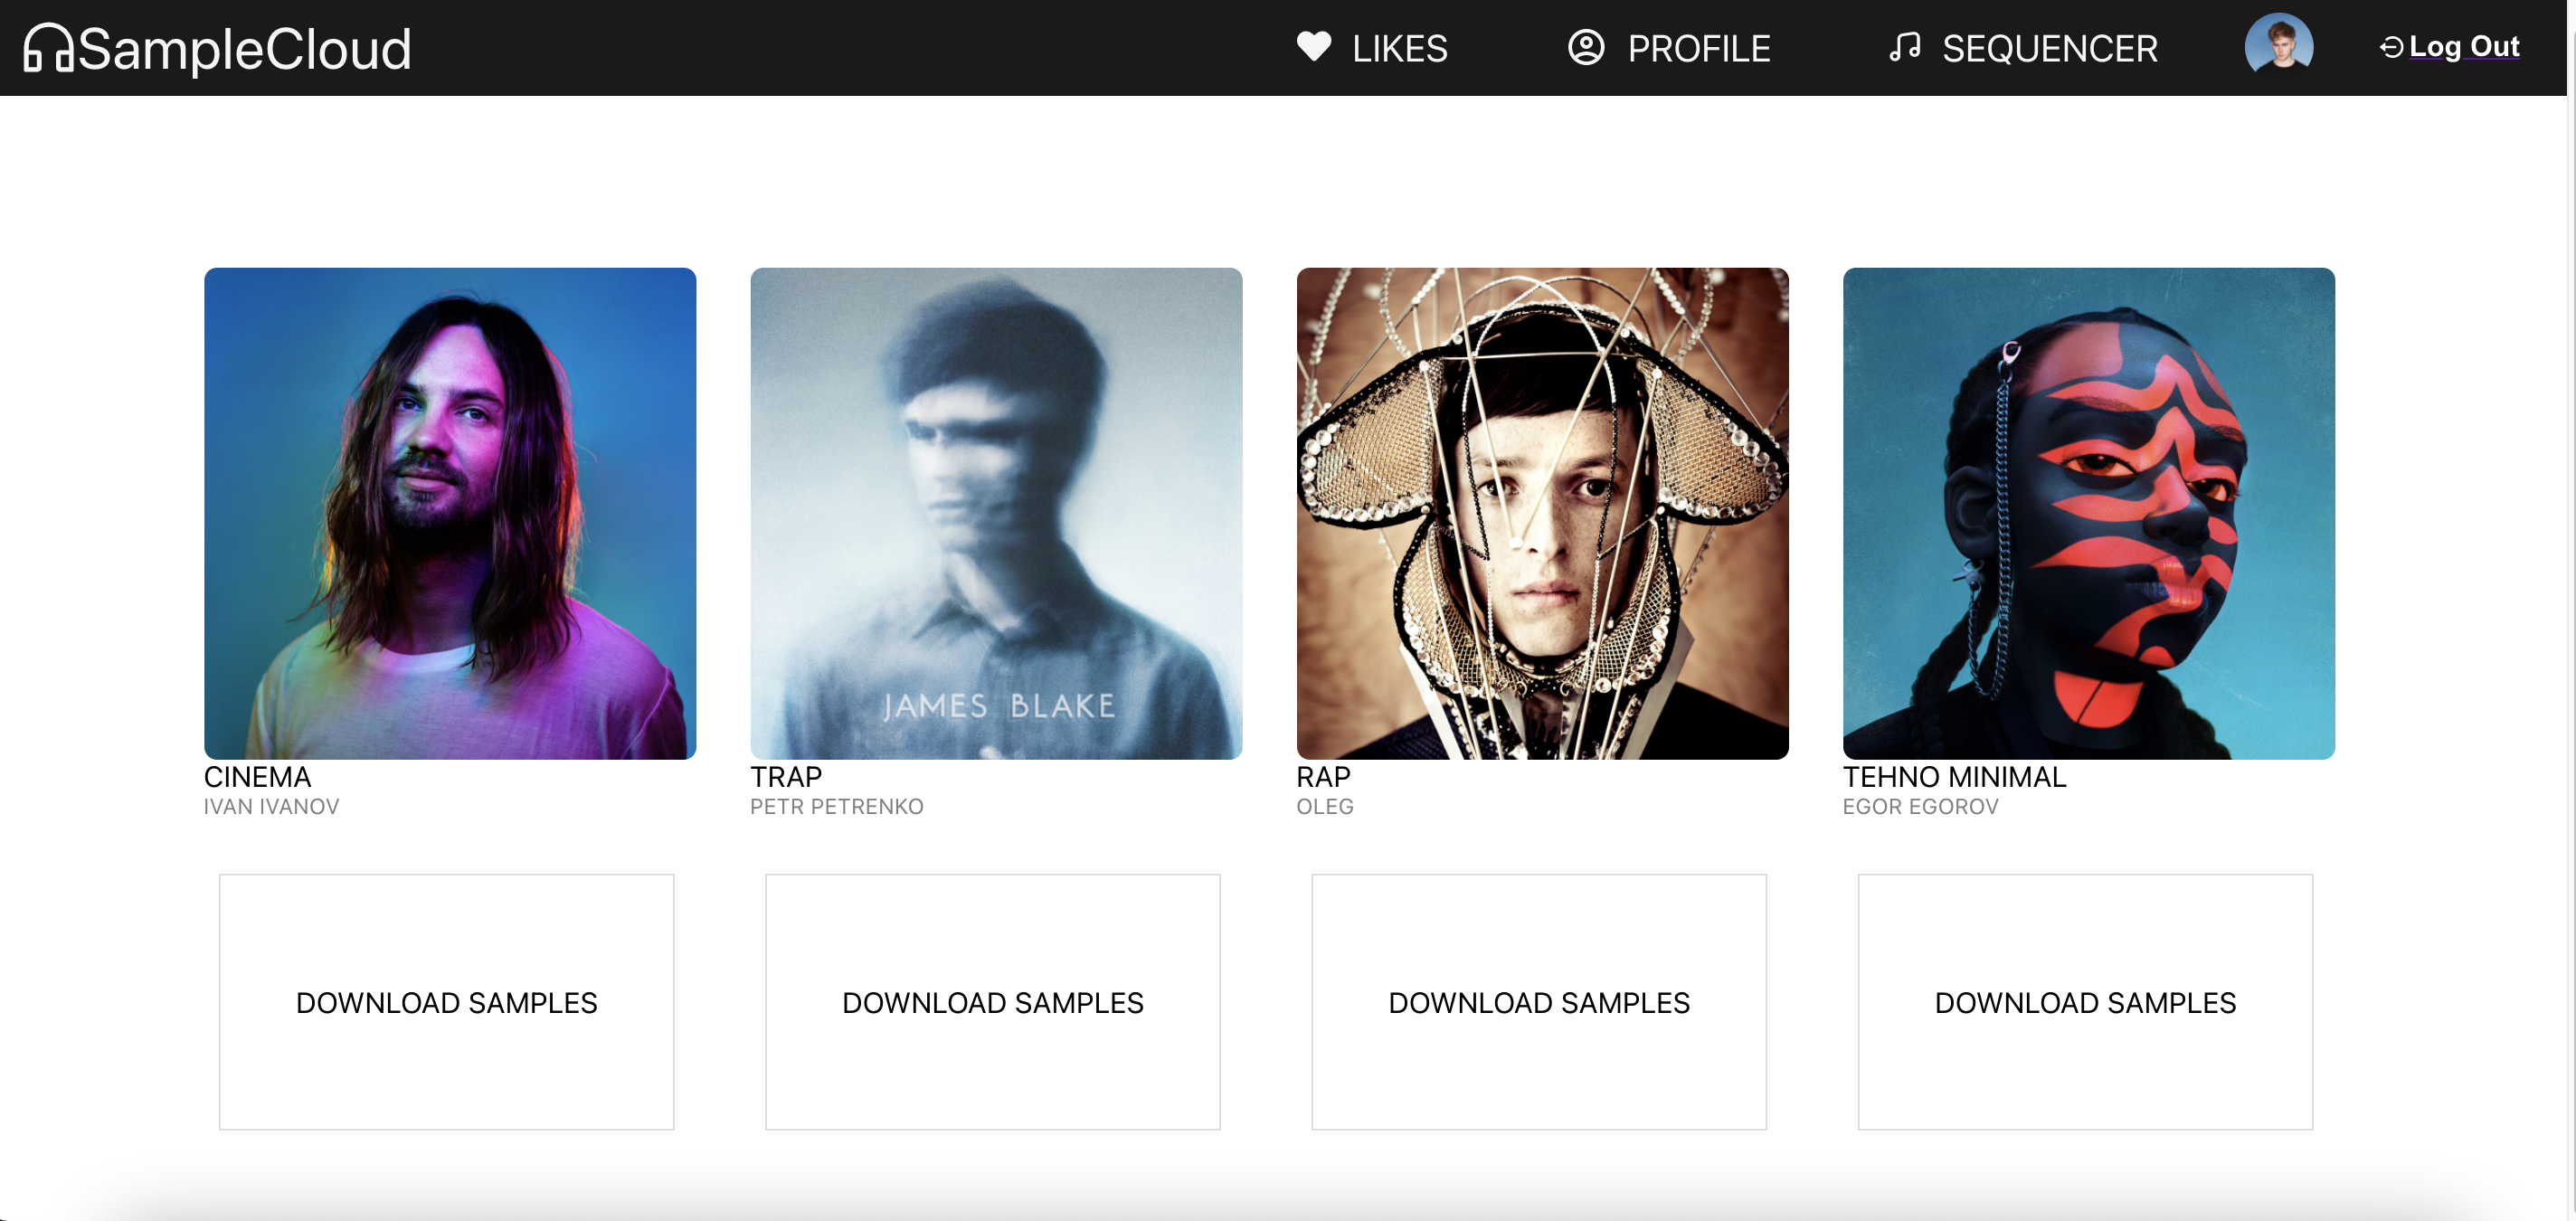 SampleCloud
LIKES
PROFILE
SEQUENCER
Log Out
JAMES BLAKE
CINEMA
IVAN IVANOV
TRAP
PETR PETRENKO
RAP
OLEG
TEHNO MINIMAL
EGOR EGOROV
DOWNLOAD SAMPLES
DOWNLOAD SAMPLES
DOWNLOAD SAMPLES
DOWNLOAD SAMPLES